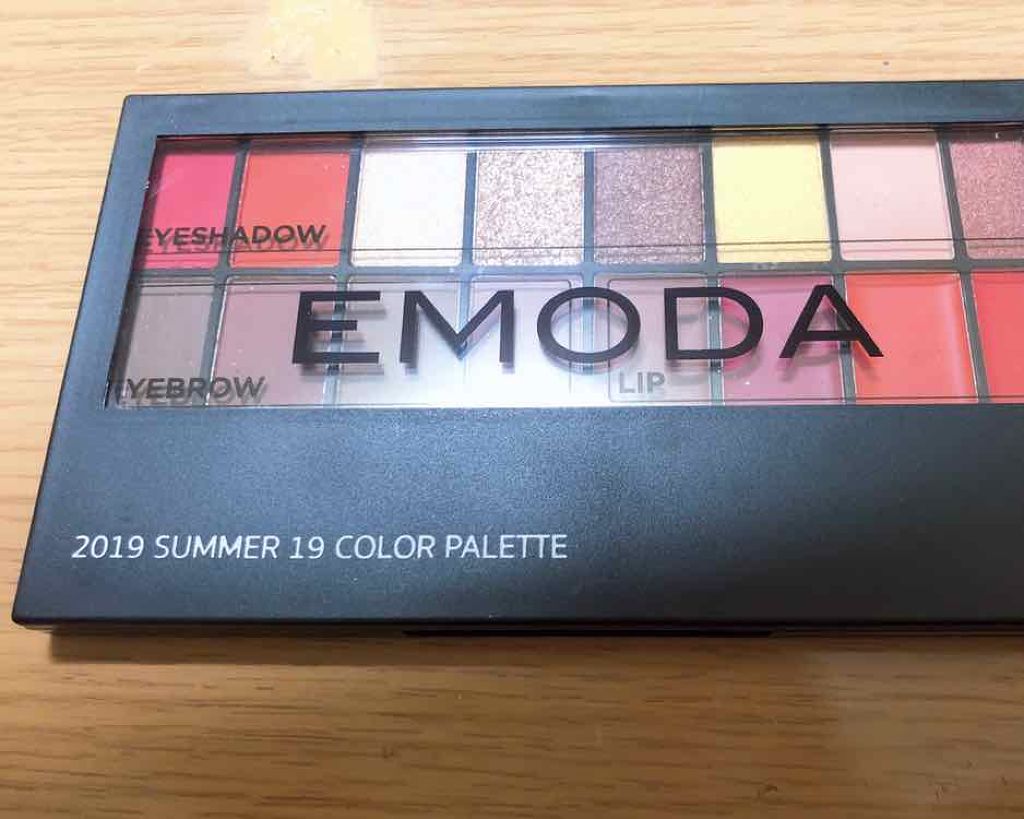 EYESHADOW
EMODA
EYEBROW
LIP
2019 SUMMER 19 COLOR PALETTE